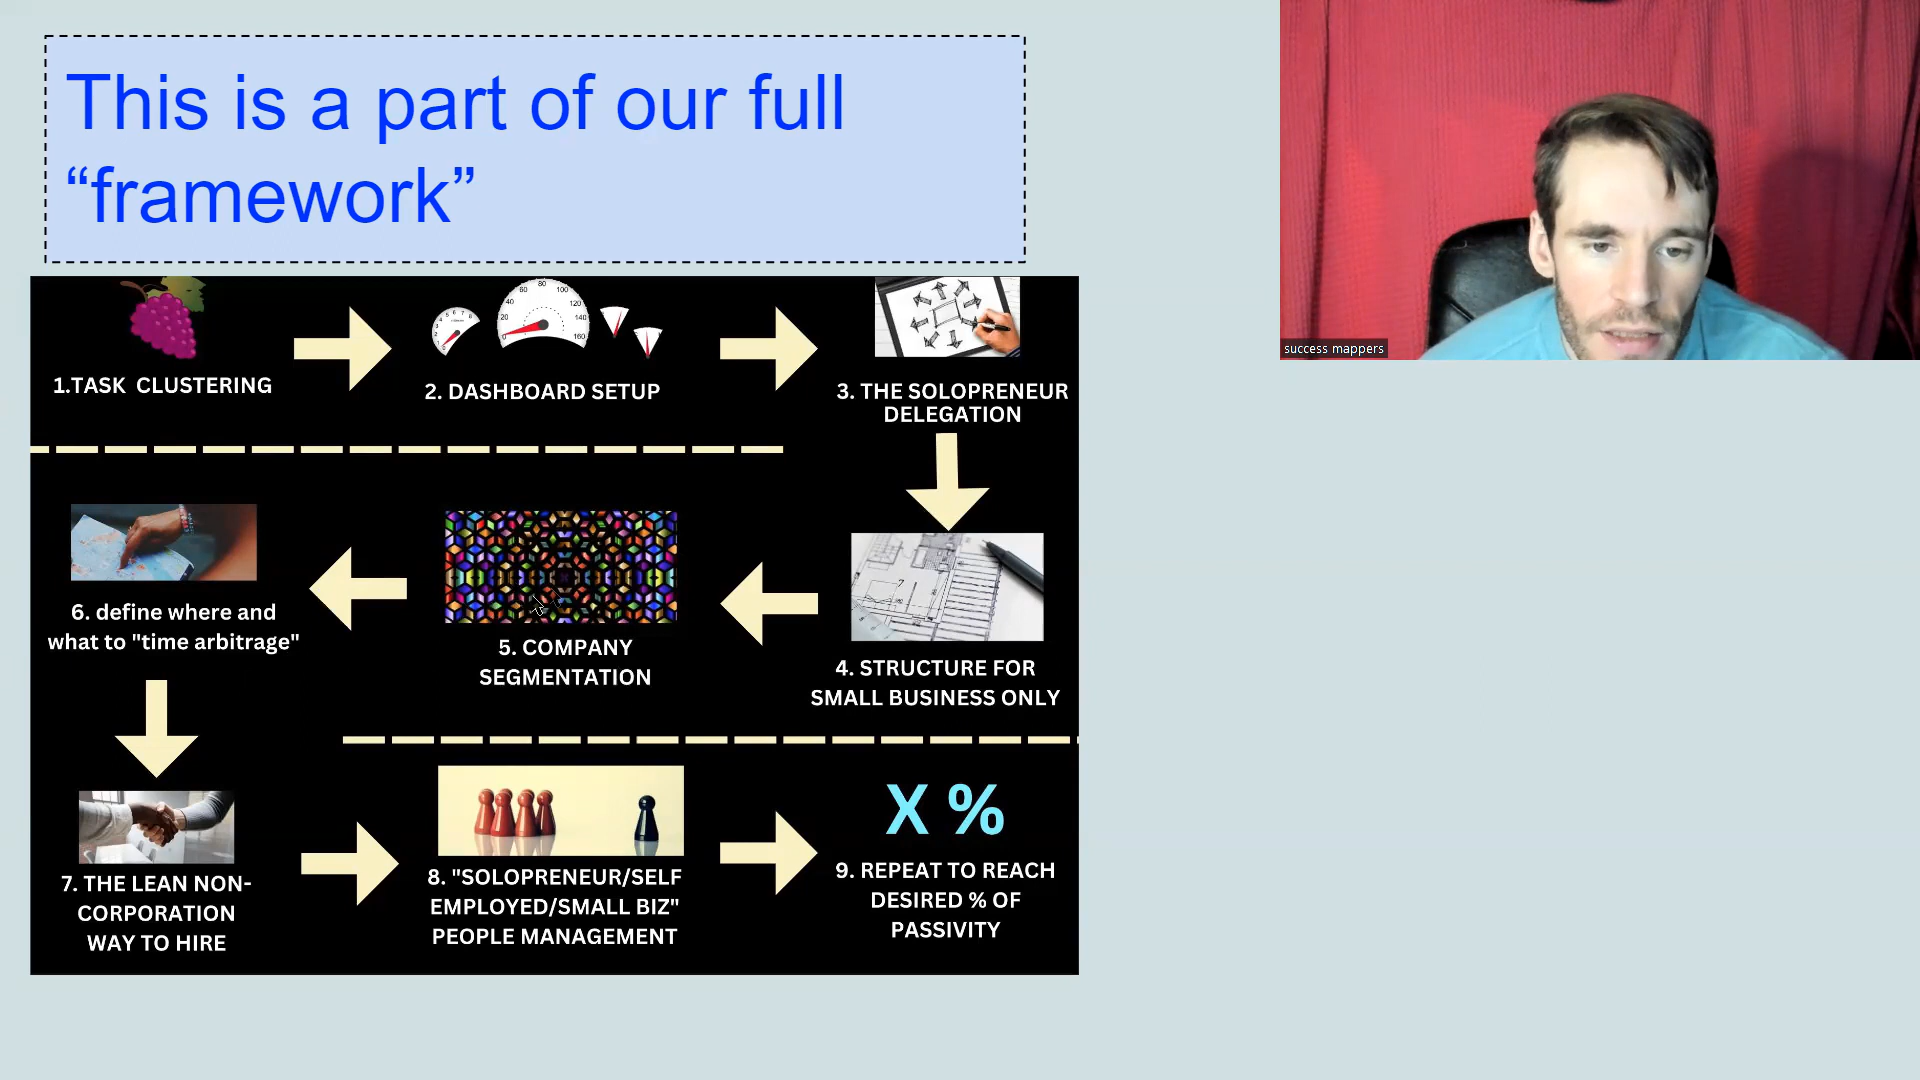 This is a part of our full
“framework”
1.TASK CLUSTERING
2. DASHBOARD SETUP
3. THE SOLOPRENEUR
DELEGATION
6. define where and
what to "time arbitrage"
5. COMPANY
SEGMENTATION
4. STRUCTURE FOR
SMALL BUSINESS ONLY
7. THE LEAN NON-
CORPORATION
WAY TO HIRE
8. "SOLOPRENEUR/SELF
EMPLOYED/SMALL BIZ"
PEOPLE MANAGEMENT
X %
9. REPEAT TO REACH
DESIRED % OF
PASSIVITY
success mappers